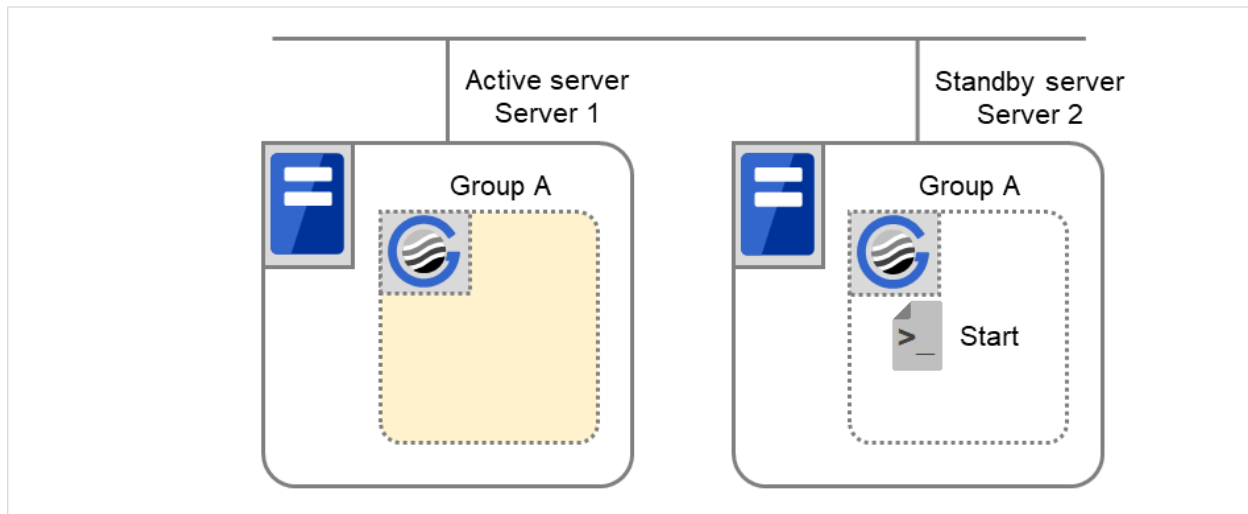 Active server
Server 1
Standby server
Server 2
Group A
Group A
>_
Start